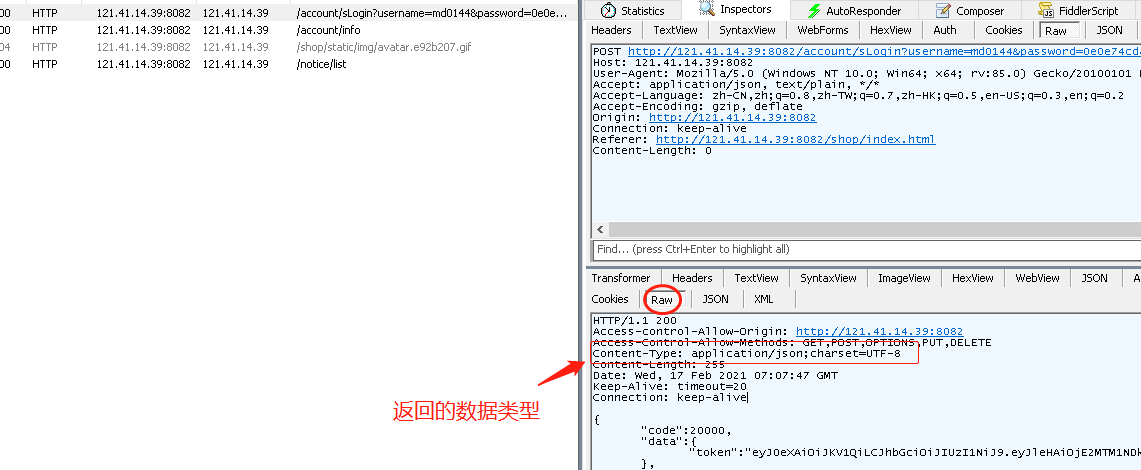 00 HTTP 121.41.14.39:8082 121.41.14.39 /account/sLogin?username=md0144&password=0e0e...
00 HTTP 121.41.14.39:8082 121.41.14.39 /account/info
04 HTTP 121.41.14.39:8082 121.41.14.39 /shop/static/img/avatar.e92b207.gif
00 HTTP 121.41.14.39:8082 121.41.14.39 /notice/list
Statistics Inspectors AutoResponder Composer FiddlerScript
Headers TextView SyntaxView WebForms HexView Auth Cookies Raw JSON
POST http://121.41.14.39:8082/account/sLogin?username=md0144&password=0e0e74cda
Host: 121.41.14.39:8082
User-Agent: Mozilla/5.0 (Windows NT 10.0; Win64; x64; rv:85.0) Gecko/20100101
Accept: application/json, text/plain, */*
Accept-Language: zh-CN,zh;q=0.8,zh-TW;q=0.7,zh-HK;q=0.5,en-US;q=0.3,en;q=0.2
Accept-Encoding: gzip, deflate
Origin: http://121.41.14.39:8082
Connection: keep-alive
Referer: http://121.41.14.39:8082/shop/index.html
Content-Length: 0
Find... (press Ctrl+Enter to highlight all)
Transformer Headers TextView SyntaxView ImageView HexView WebView JSON A
Cookies Raw JSON XML
HTTP/1.1 200
Access-Control-Allow-Origin: http://121.41.14.39:8082
Access-Control-Allow-Methods: GET,POST,OPTIONS,PUT,DELETE
Content-Type: application/json;charset=UTF-8
Content-Length: 255
Date: Wed, 17 Feb 2021 07:07:47 GMT
Keep-Alive: timeout=20
Connection: keep-alive
返回的数据类型
{
"code":20000,
"data":{
"token":"eyJ0eXAiOiJKV1QiLCJhbGciOiJIUzI1NiJ9.eyJleHAiOjE2MTM1NDk
},